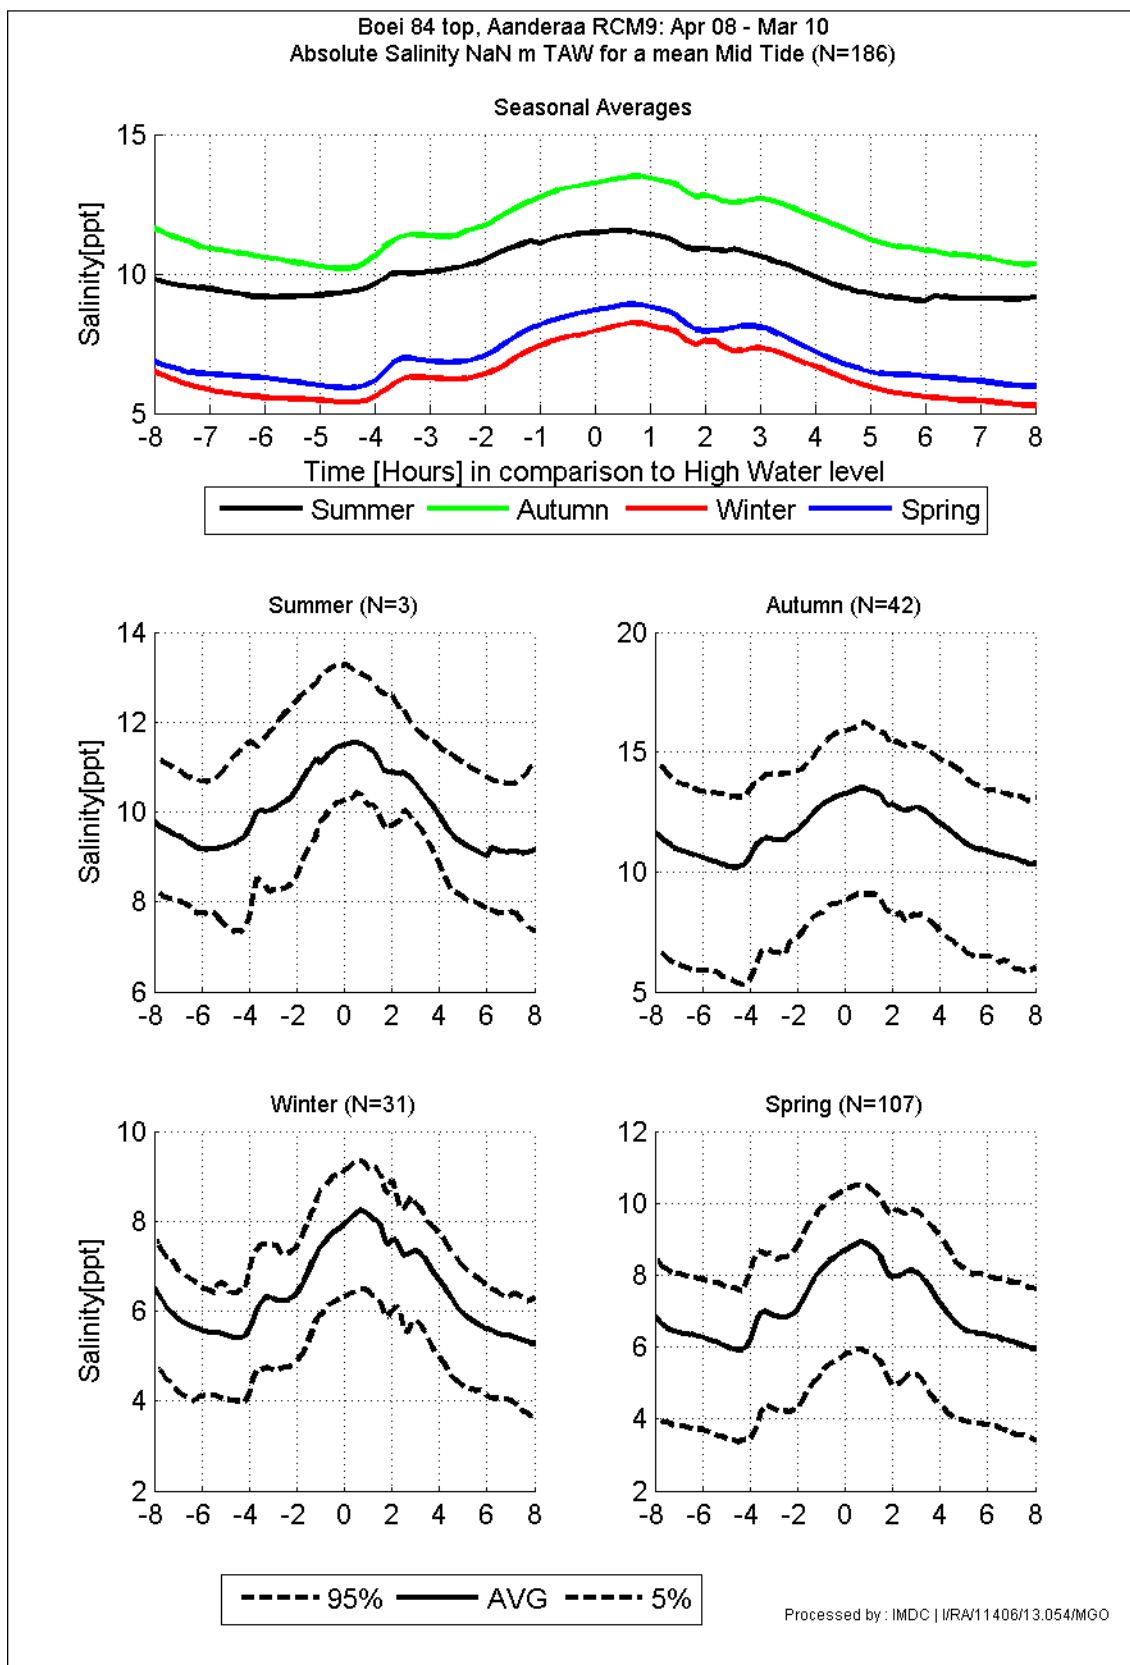 Boei 84 top, Aanderaa RCM9: Apr 08 - Mar 10
Absolute Salinity NaN m TAW for a mean Mid Tide (N=186)
Seasonal Averages
15
10
5
Salinity[ppt]
-8 -7 -6 -5 -4 -3 -2 -1 0 1 2 3 4 5 6 7 8
Time [Hours] in comparison to High Water level
Summer Autumn Winter Spring
Summer (N=3)
14
12
10
8
6
Salinity[ppt]
-8 -6 -4 -2 0 2 4 6 8
Autumn (N=42)
20
15
10
5
-8 -6 -4 -2 0 2 4 6 8
Winter (N=31)
10
8
6
4
2
Salinity[ppt]
-8 -6 -4 -2 0 2 4 6 8
Spring (N=107)
12
10
8
6
4
2
-8 -6 -4 -2 0 2 4 6 8
95% AVG 5%
Processed by : IMDC | I/RA/11406/13.054/MGO